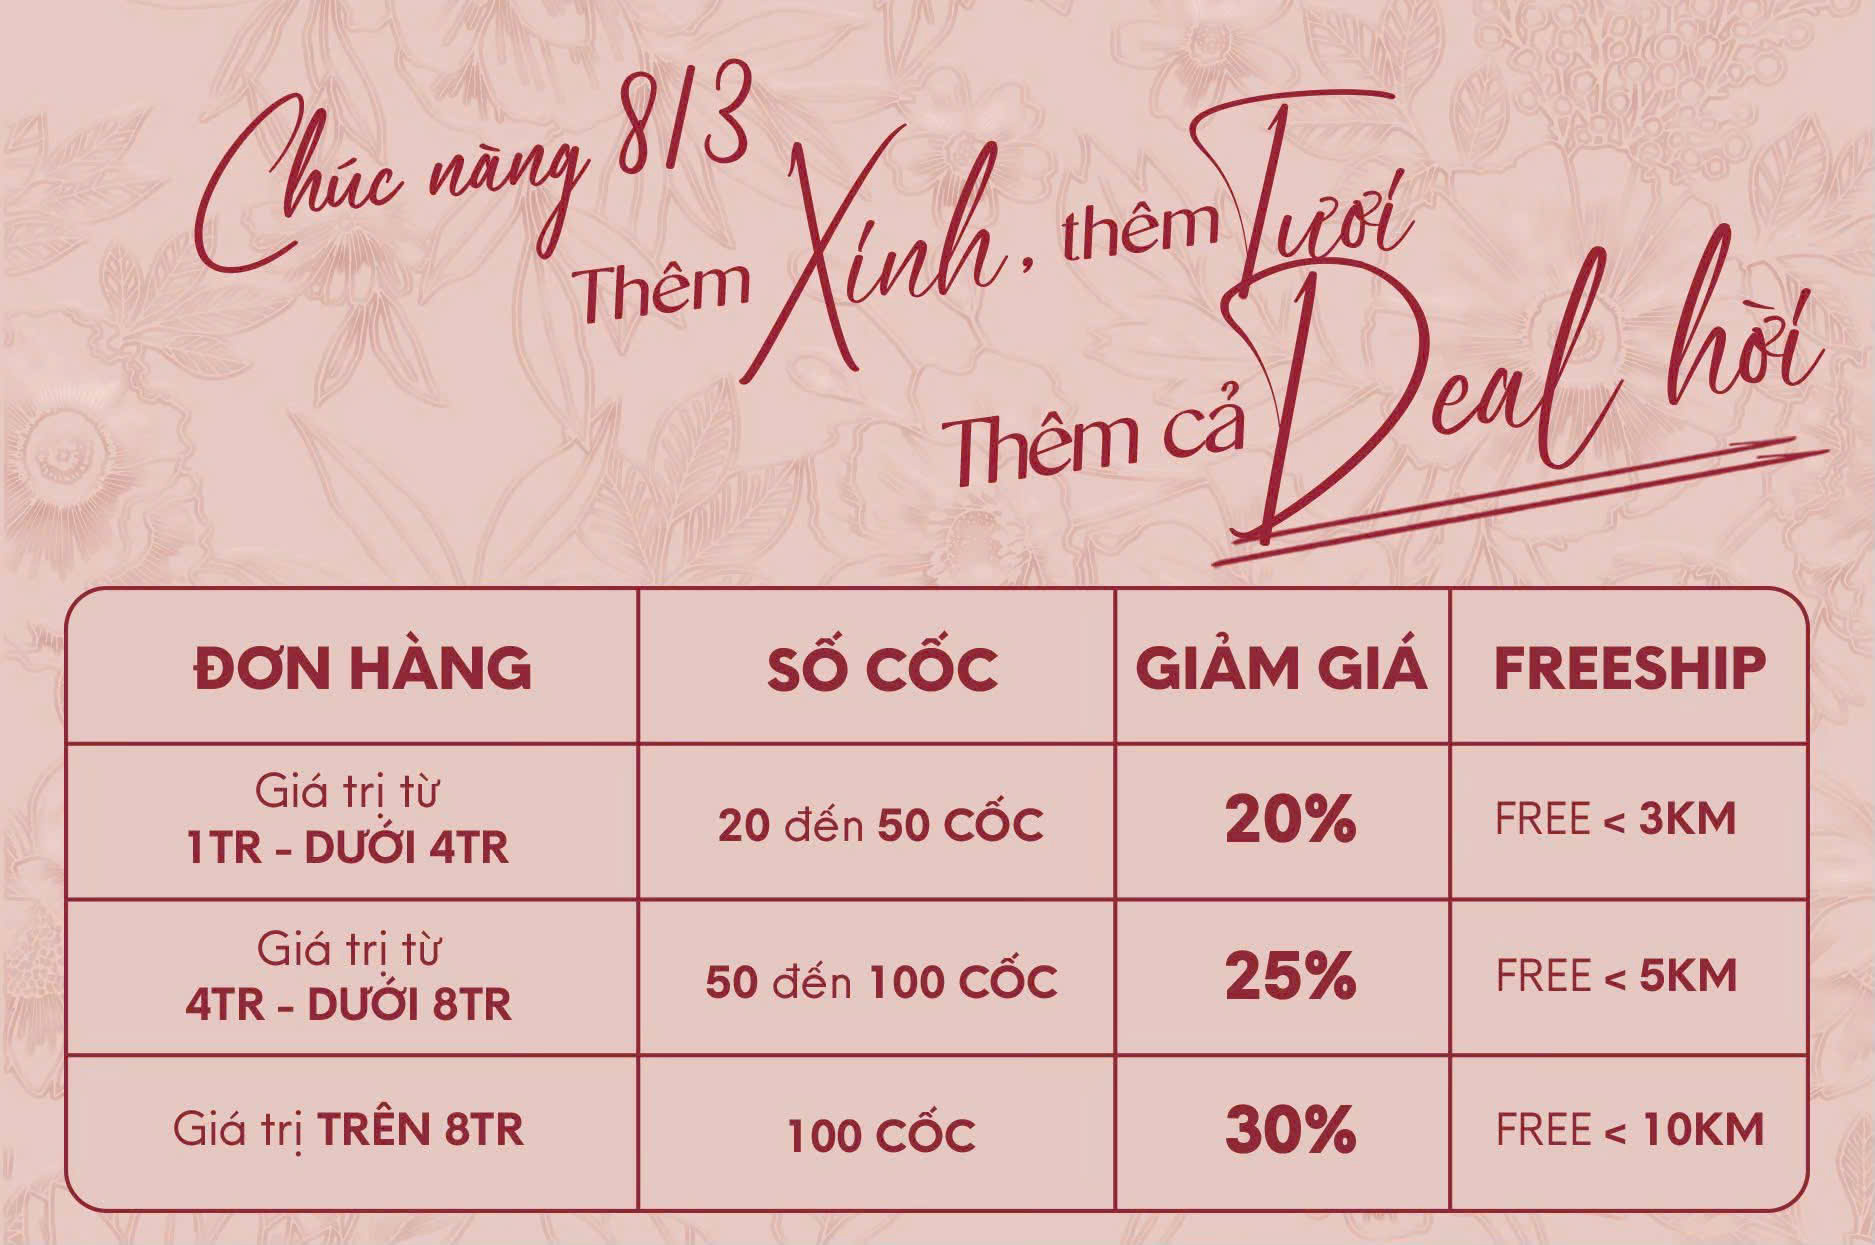 Chúc nàng 8/3
Thêm Xinh, thêm Tươi
Thêm cả Deal hời
ĐƠN HÀNG SỐ CỐC GIẢM GIÁ FREESHIP
Giá trị từ
1TR - DƯỚI 4TR 20 đến 50 CỐC 20% FREE < 3KM
Giá trị từ
4TR - DƯỚI 8TR 50 đến 100 CỐC 25% FREE < 5KM
Giá trị TRÊN 8TR 100 CỐC 30% FREE < 10KM